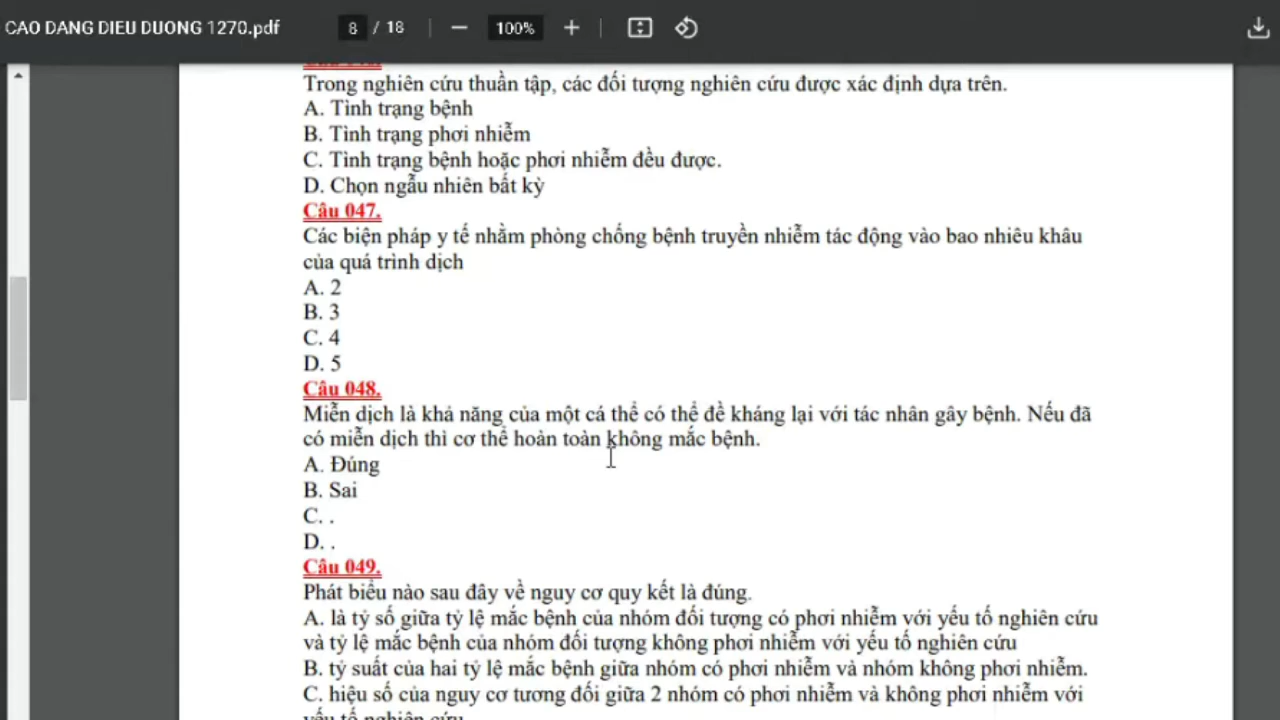 CAO DANG DIEU DUONG 1270.pdf 8 / 18 100%
Trong nghiên cứu thuần tập, các đối tượng nghiên cứu được xác định dựa trên.
A. Tình trạng bệnh
B. Tình trạng phơi nhiễm
C. Tình trạng bệnh hoặc phơi nhiễm đều được.
D. Chọn ngẫu nhiên bất kỳ
Câu 047.
Các biện pháp y tế nhằm phòng chống bệnh truyền nhiễm tác động vào bao nhiêu khâu
của quá trình dịch
A. 2
B. 3
C. 4
D. 5
Câu 048.
Miễn dịch là khả năng của một cá thể có thể đề kháng lại với tác nhân gây bệnh. Nếu đã
có miễn dịch thì cơ thể hoàn toàn không mắc bệnh.
A. Đúng
B. Sai
C. .
D. .
Câu 049.
Phát biểu nào sau đây về nguy cơ quy kết là đúng.
A. là tỷ số giữa tỷ lệ mắc bệnh của nhóm đối tượng có phơi nhiễm với yếu tố nghiên cứu
và tỷ lệ mắc bệnh của nhóm đối tượng không phơi nhiễm với yếu tố nghiên cứu
B. tỷ suất của hai tỷ lệ mắc bệnh giữa nhóm có phơi nhiễm và nhóm không phơi nhiễm.
C. hiệu số của nguy cơ tương đối giữa 2 nhóm có phơi nhiễm và không phơi nhiễm với
yếu tố nghiên cứu